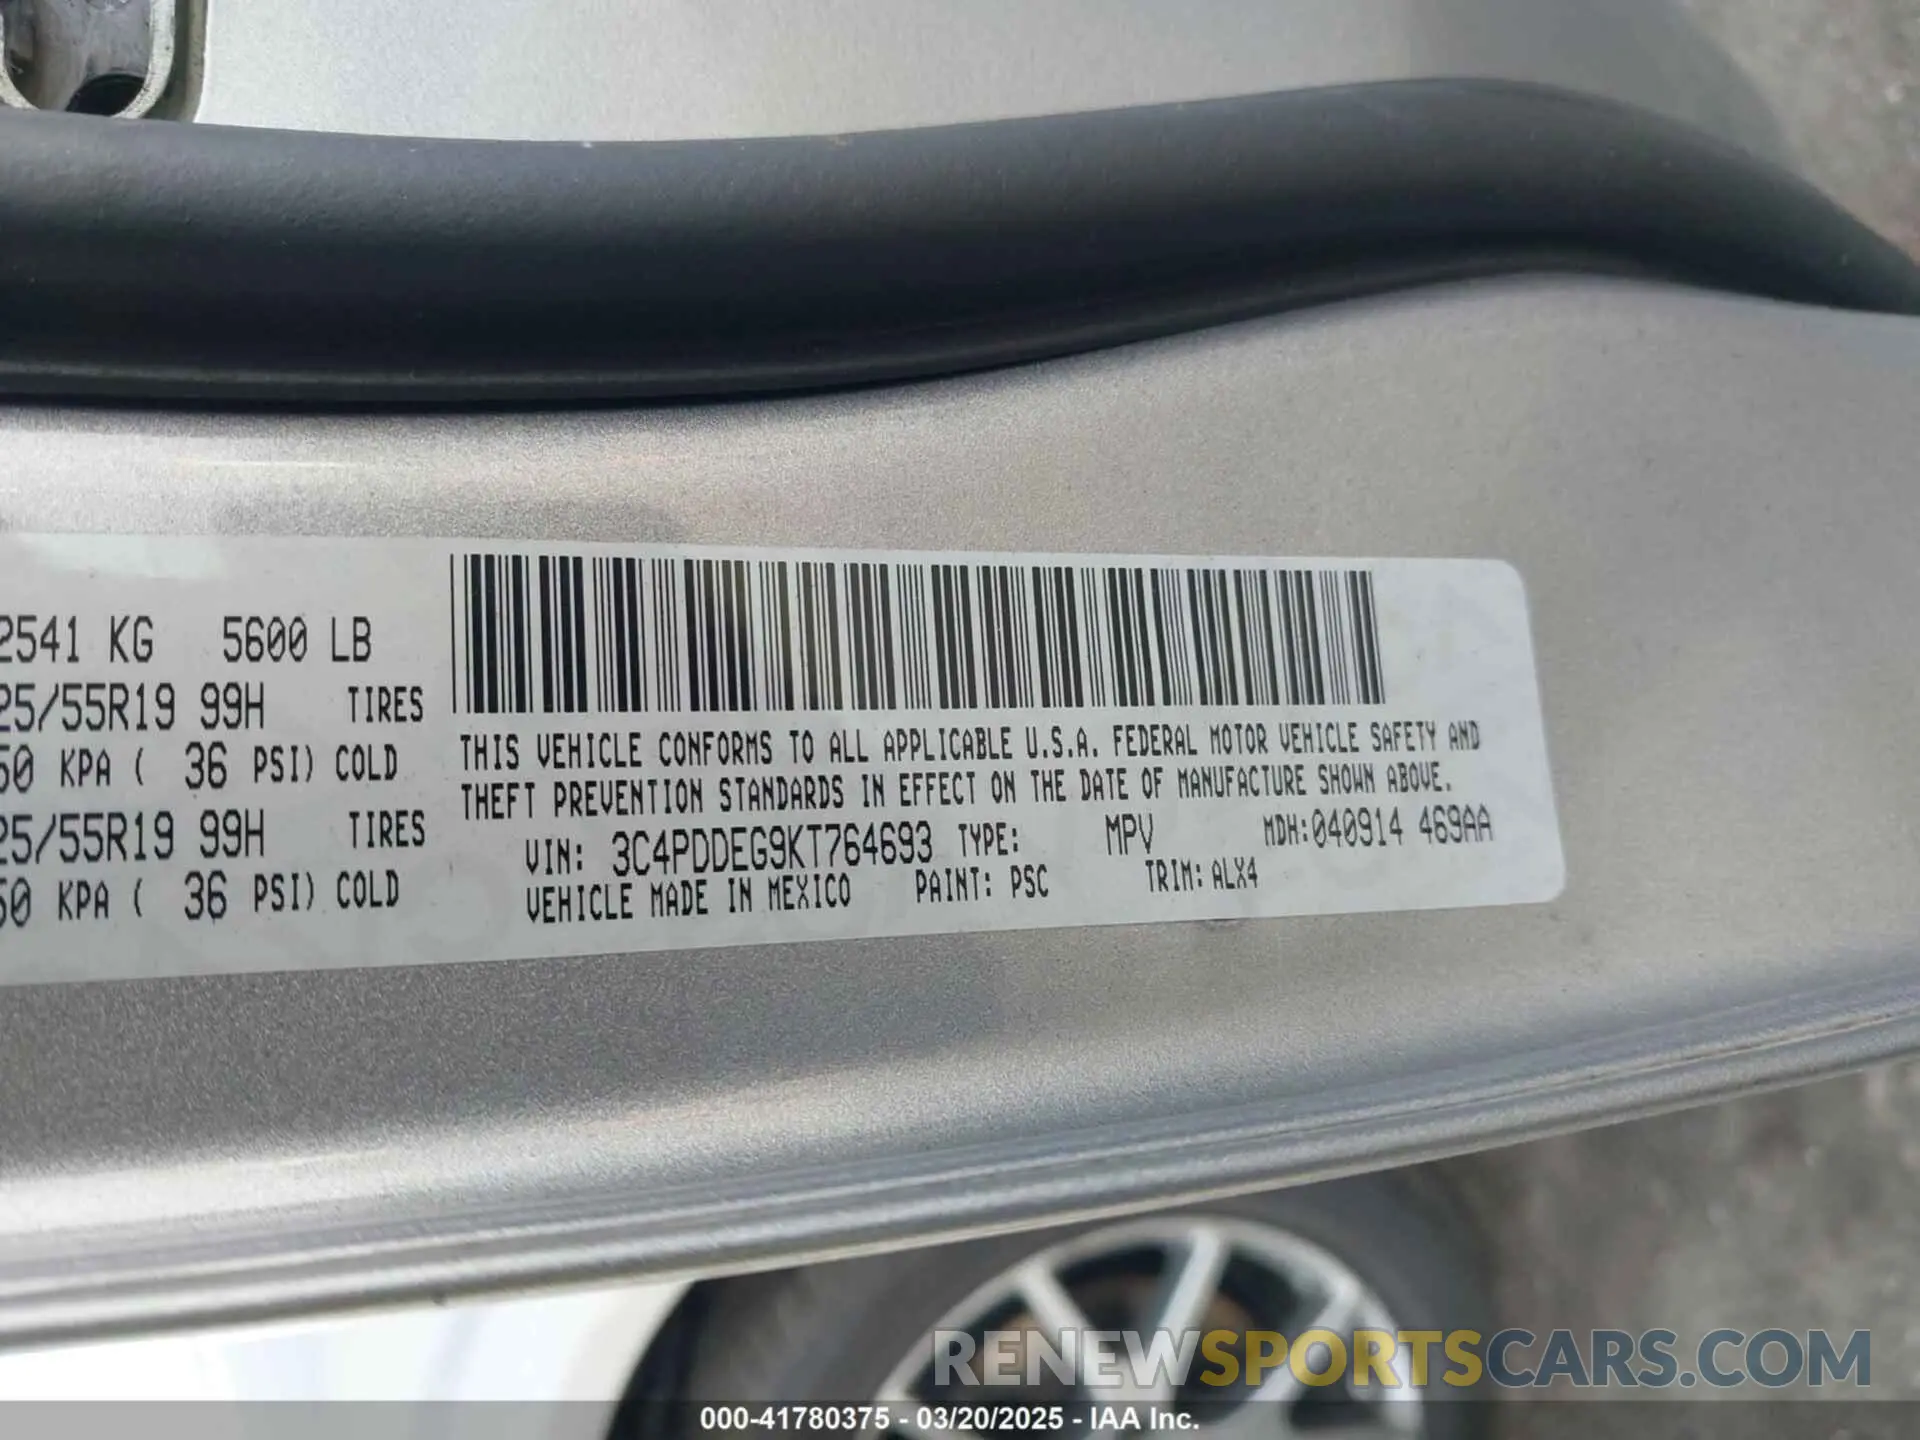 2541 KG 5600 LB
25/55R19 99H TIRES
50 KPA ( 36 PSI) COLD
25/55R19 99H TIRES
50 KPA ( 36 PSI) COLD
THIS VEHICLE CONFORMS TO ALL APPLICABLE U.S.A. FEDERAL MOTOR VEHICLE SAFETY AND
THEFT PREVENTION STANDARDS IN EFFECT ON THE DATE OF MANUFACTURE SHOWN ABOVE.
VIN: 3C4PDDEG9KT764693 TYPE: MPV MDH:040914 469AA
VEHICLE MADE IN MEXICO PAINT: PSC TRIM: ALX4
RENEWSPORTSCARS.COM
000-41780375 - 03/20/2025 - IAA Inc.